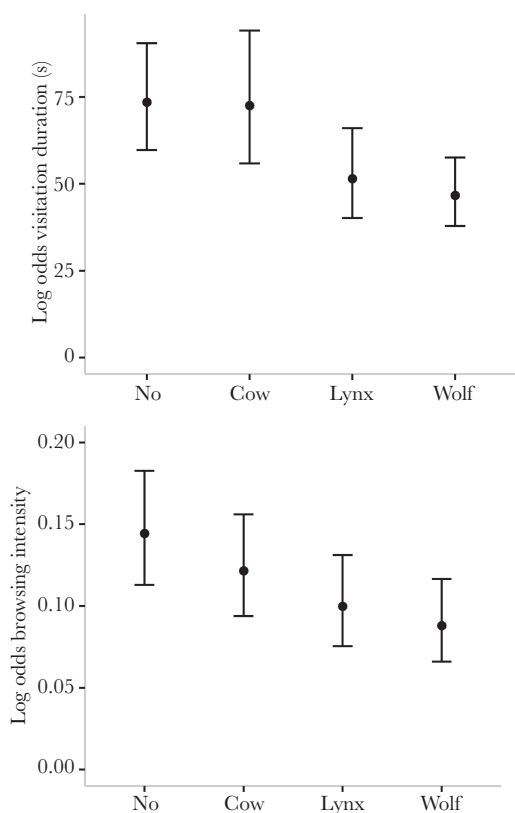 Log odds visitation duration (s)
75
50
25
0
No Cow Lynx Wolf
Log odds browsing intensity
0.20
0.15
0.10
0.05
0.00
No Cow Lynx Wolf